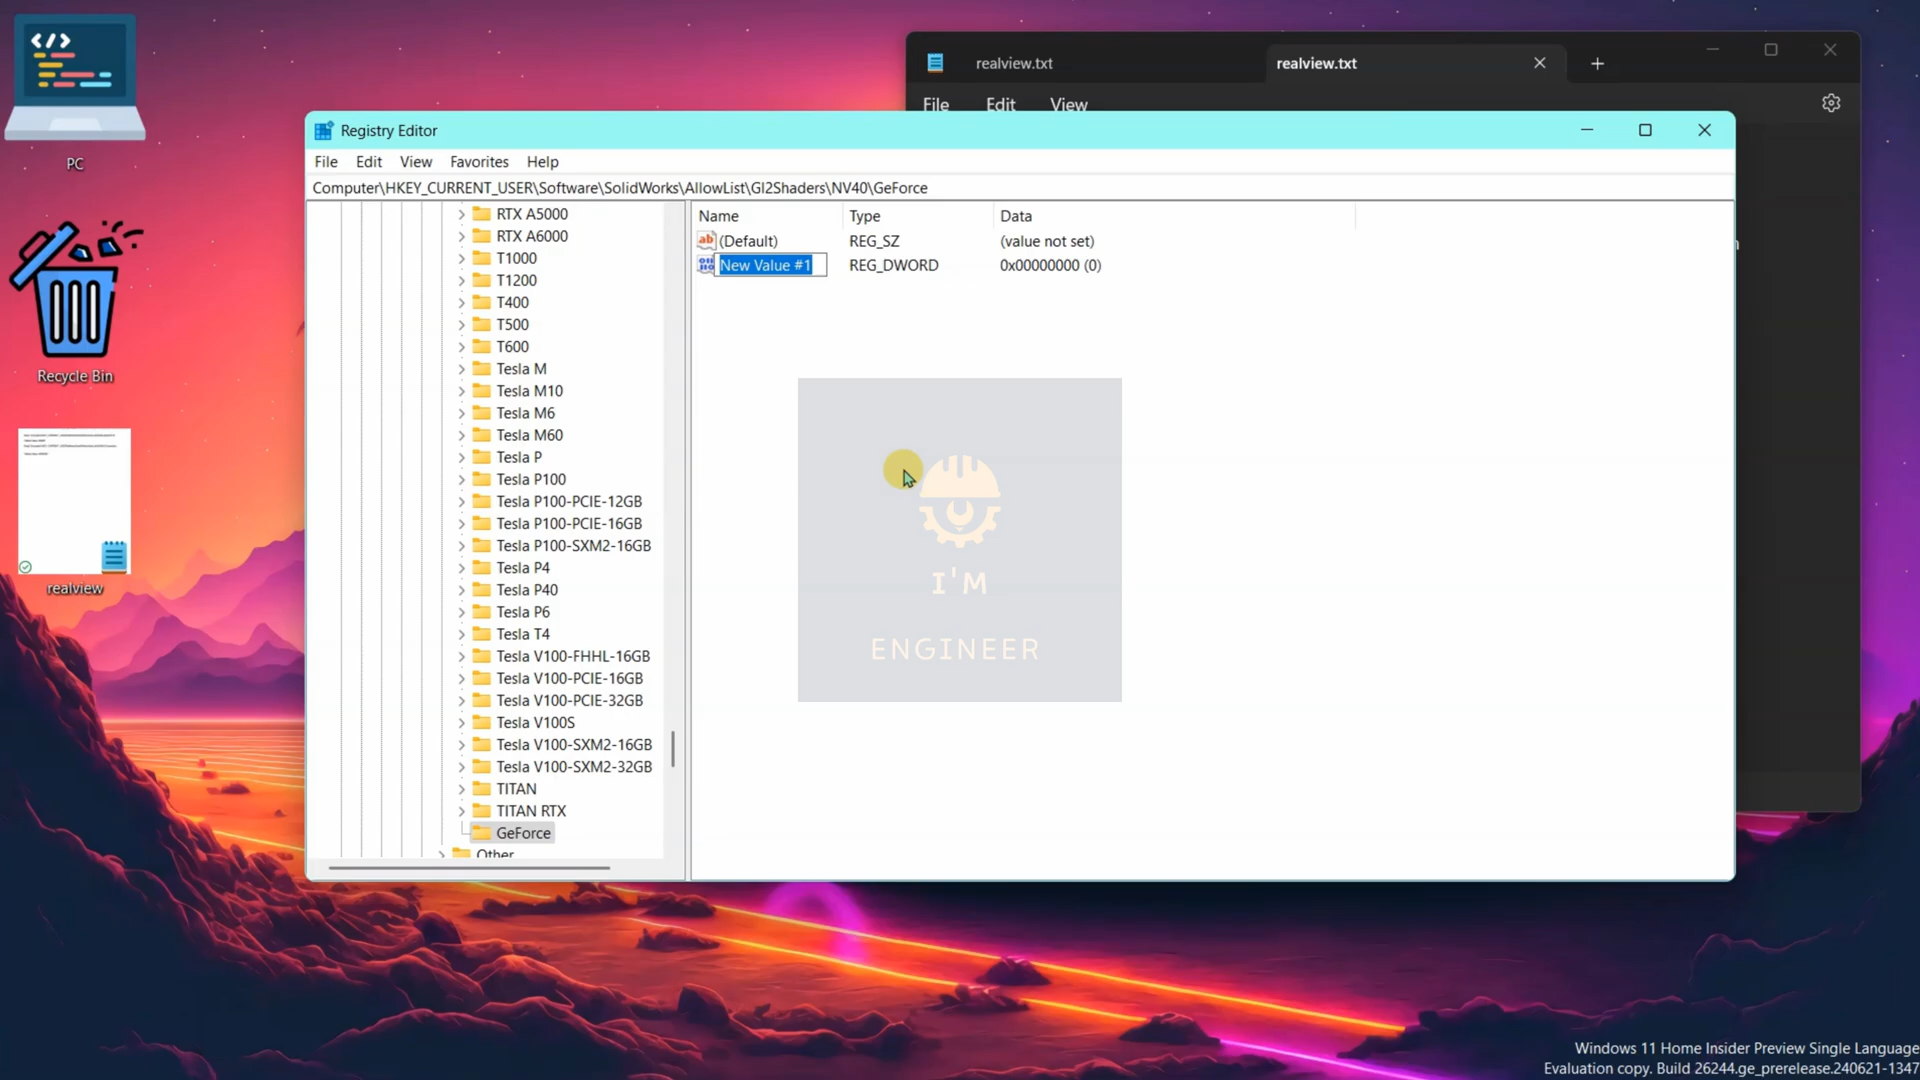 PC
Recycle Bin
realview
realview.txt
realview.txt
File Edit View
Registry Editor
File Edit View Favorites Help
Computer\HKEY_CURRENT_USER\Software\SolidWorks\AllowList\Gl2Shaders\NV40\GeForce
RTX A5000
RTX A6000
T1000
T1200
T400
T500
T600
Tesla M
Tesla M10
Tesla M6
Tesla M60
Tesla P
Tesla P100
Tesla P100-PCIE-12GB
Tesla P100-PCIE-16GB
Tesla P100-SXM2-16GB
Tesla P4
Tesla P40
Tesla P6
Tesla T4
Tesla V100-FHHL-16GB
Tesla V100-PCIE-16GB
Tesla V100-PCIE-32GB
Tesla V100S
Tesla V100-SXM2-16GB
Tesla V100-SXM2-32GB
TITAN
TITAN RTX
GeForce
Other
Name Type Data
(Default) REG_SZ (value not set)
New Value #1 REG_DWORD 0x00000000 (0)
I'M
ENGINEER
Windows 11 Home Insider Preview Single Language
Evaluation copy. Build 26244.ge_prerelease.240621-1347